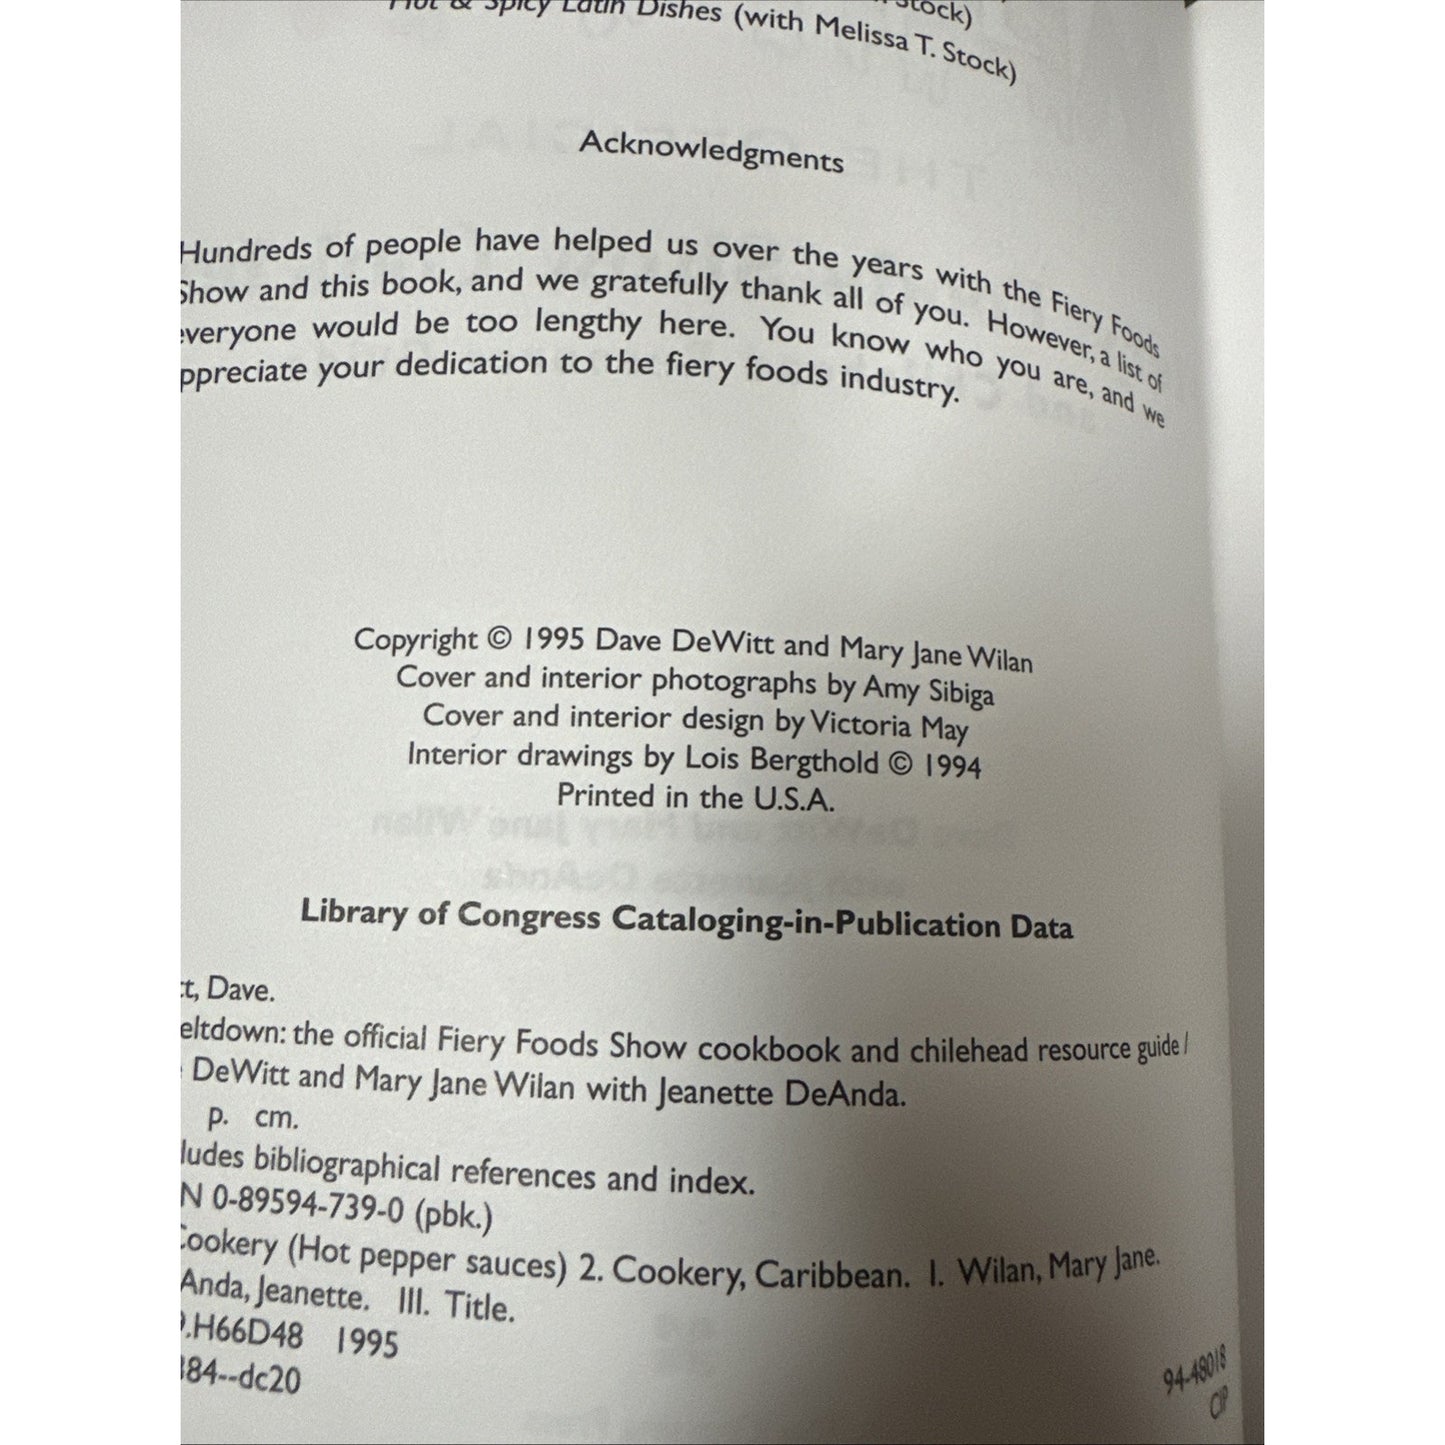 Stock)
Hot & Spicy Latin Dishes (with Melissa T. Stock)
Acknowledgments
Hundreds of people have helped us over the years with the Fiery Foods
Show and this book, and we gratefully thank all of you. However, a list of
everyone would be too lengthy here. You know who you are, and we
ppreciate your dedication to the fiery foods industry.
Copyright © 1995 Dave DeWitt and Mary Jane Wilan
Cover and interior photographs by Amy Sibiga
Cover and interior design by Victoria May
Interior drawings by Lois Bergthold © 1994
Printed in the U.S.A.
Library of Congress Cataloging-in-Publication Data
tt, Dave.
eltdown: the official Fiery Foods Show cookbook and chilehead resource guide /
DeWitt and Mary Jane Wilan with Jeanette DeAnda.
p. cm.
ludes bibliographical references and index.
N 0-89594-739-0 (pbk.)
Cookery (Hot pepper sauces) 2. Cookery, Caribbean. I. Wilan, Mary Jane.
Anda, Jeanette. III. Title.
.H66D48 1995
84--dc20
94-48018
CIP